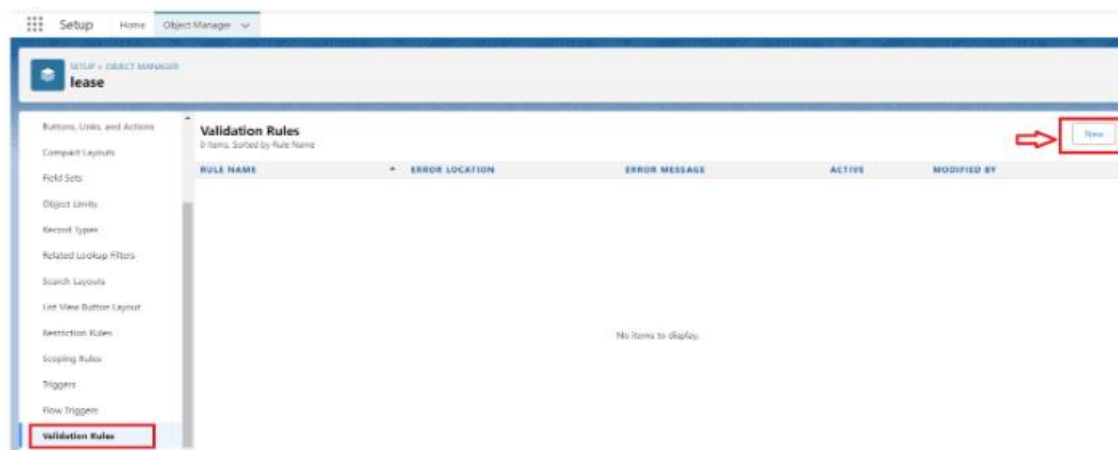 Setup Home Object Manager
SETUP > OBJECT MANAGER
lease
Buttons, Links, and Actions
Compact Layouts
Field Sets
Object Limits
Record Types
Related Lookup Filters
Search Layouts
List View Button Layout
Restriction Rules
Scoping Rules
Triggers
Flow Triggers
Validation Rules
Validation Rules
0 Items, Sorted by Rule Name
New
RULE NAME ERROR LOCATION ERROR MESSAGE ACTIVE MODIFIED BY
No items to display.